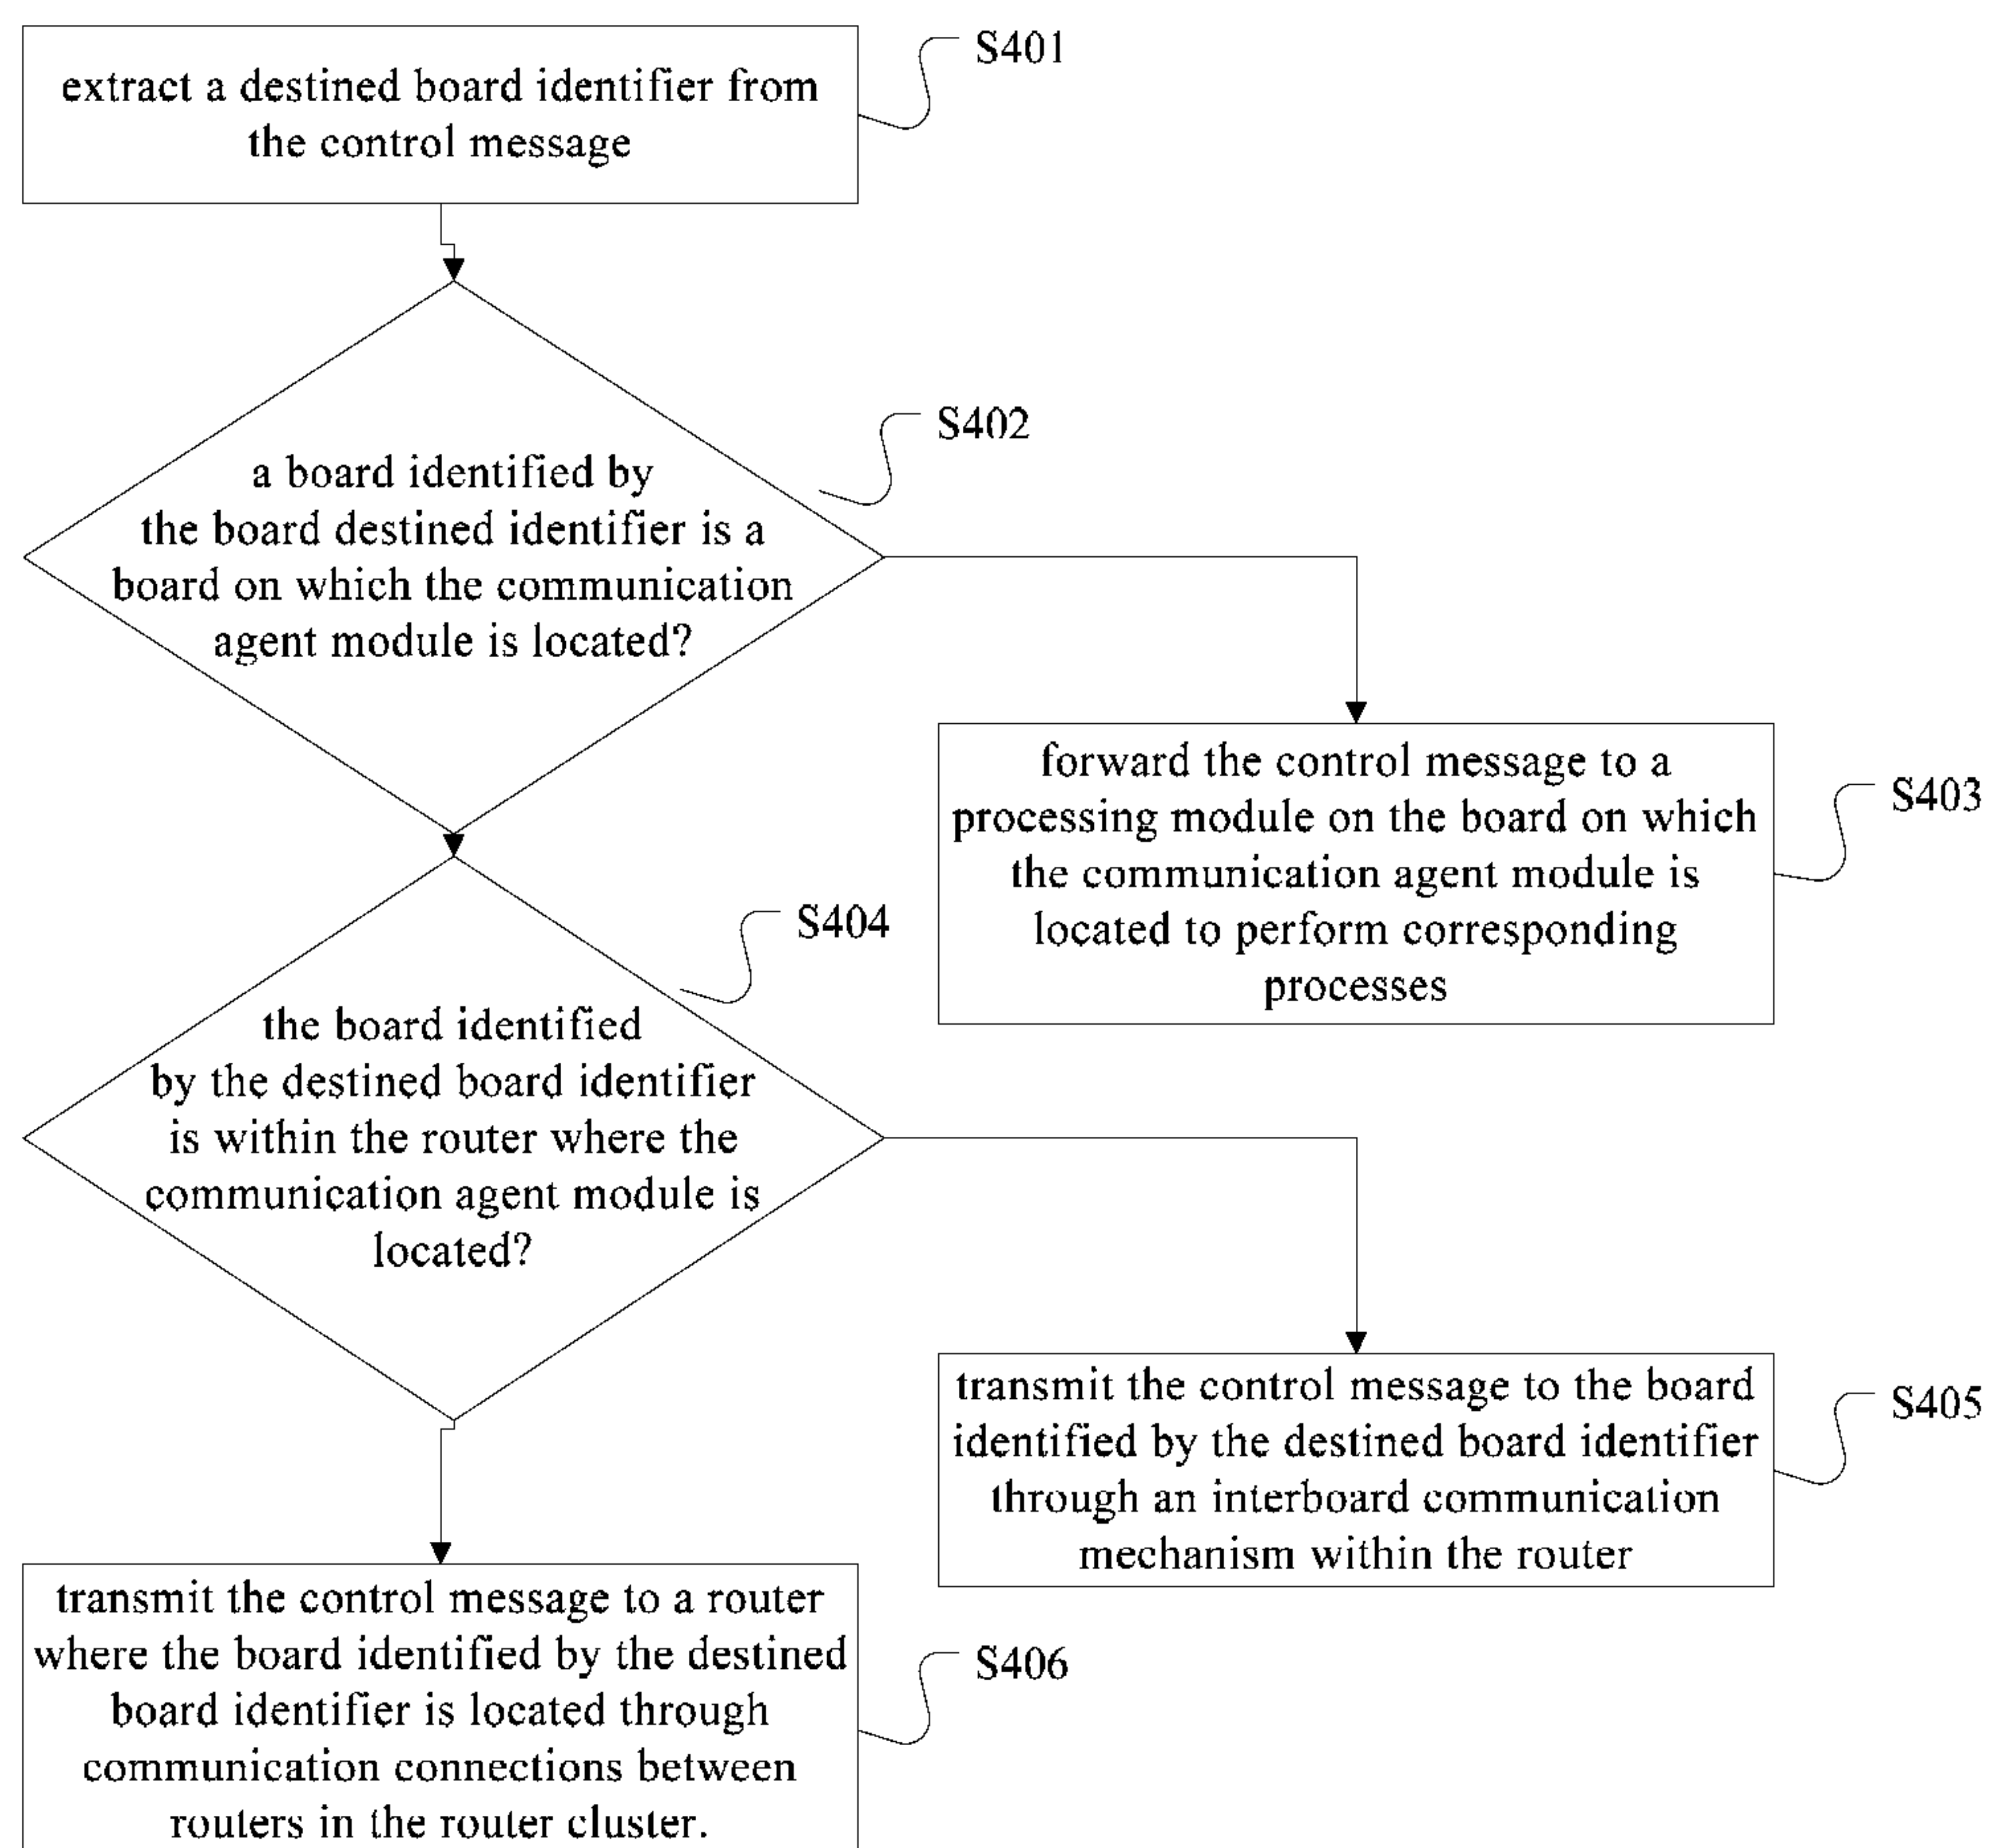 extract a destined board identifier from
the control message
S401
a board identified by
the board destined identifier is a
board on which the communication
agent module is located?
S402
forward the control message to a
processing module on the board on which
the communication agent module is
located to perform corresponding
processes
S403
the board identified
by the destined board identifier
is within the router where the
communication agent module is
located?
S404
transmit the control message to the board
identified by the destined board identifier
through an interboard communication
mechanism within the router
S405
transmit the control message to a router
where the board identified by the destined
board identifier is located through
communication connections between
routers in the router cluster.
S406